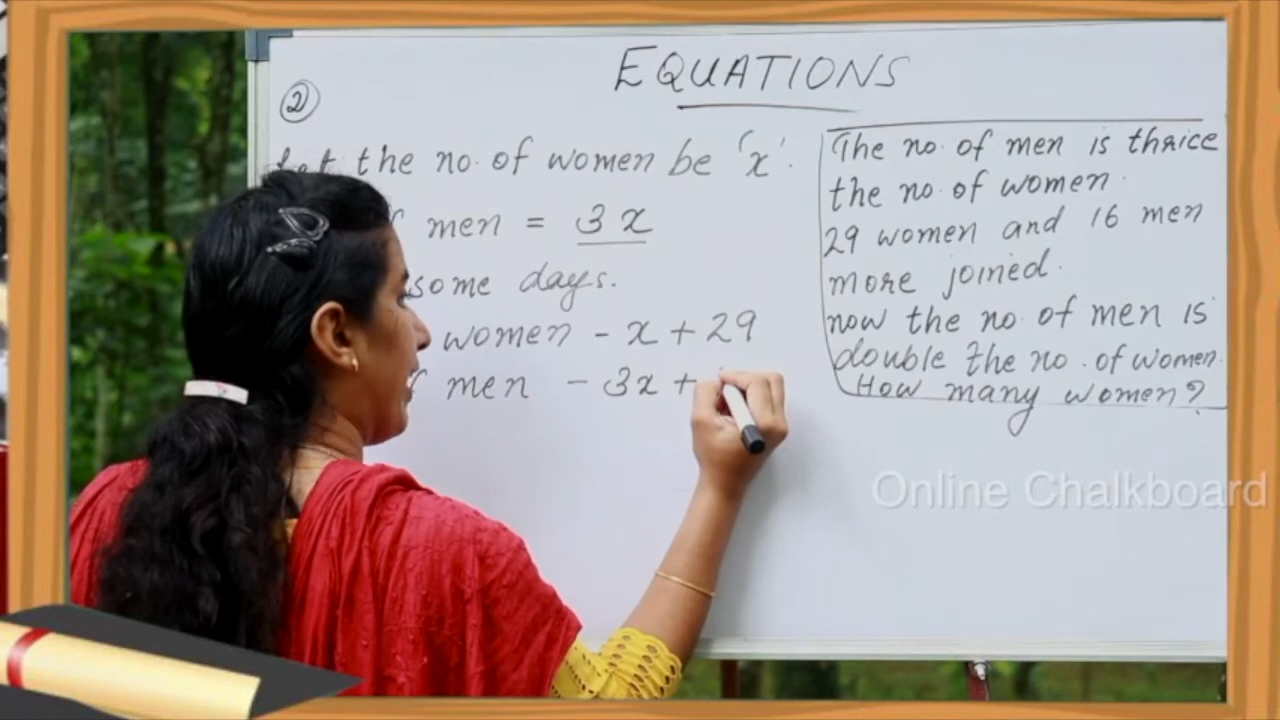 EQUATIONS
2
the no. of women be 'x'.
men = 3x
some days.
women - x + 29
men - 3x +
The no. of men is thrice
the no. of women.
29 women and 16 men
more joined.
now the no. of men is
double the no. of women.
How many women?
Online Chalkboard